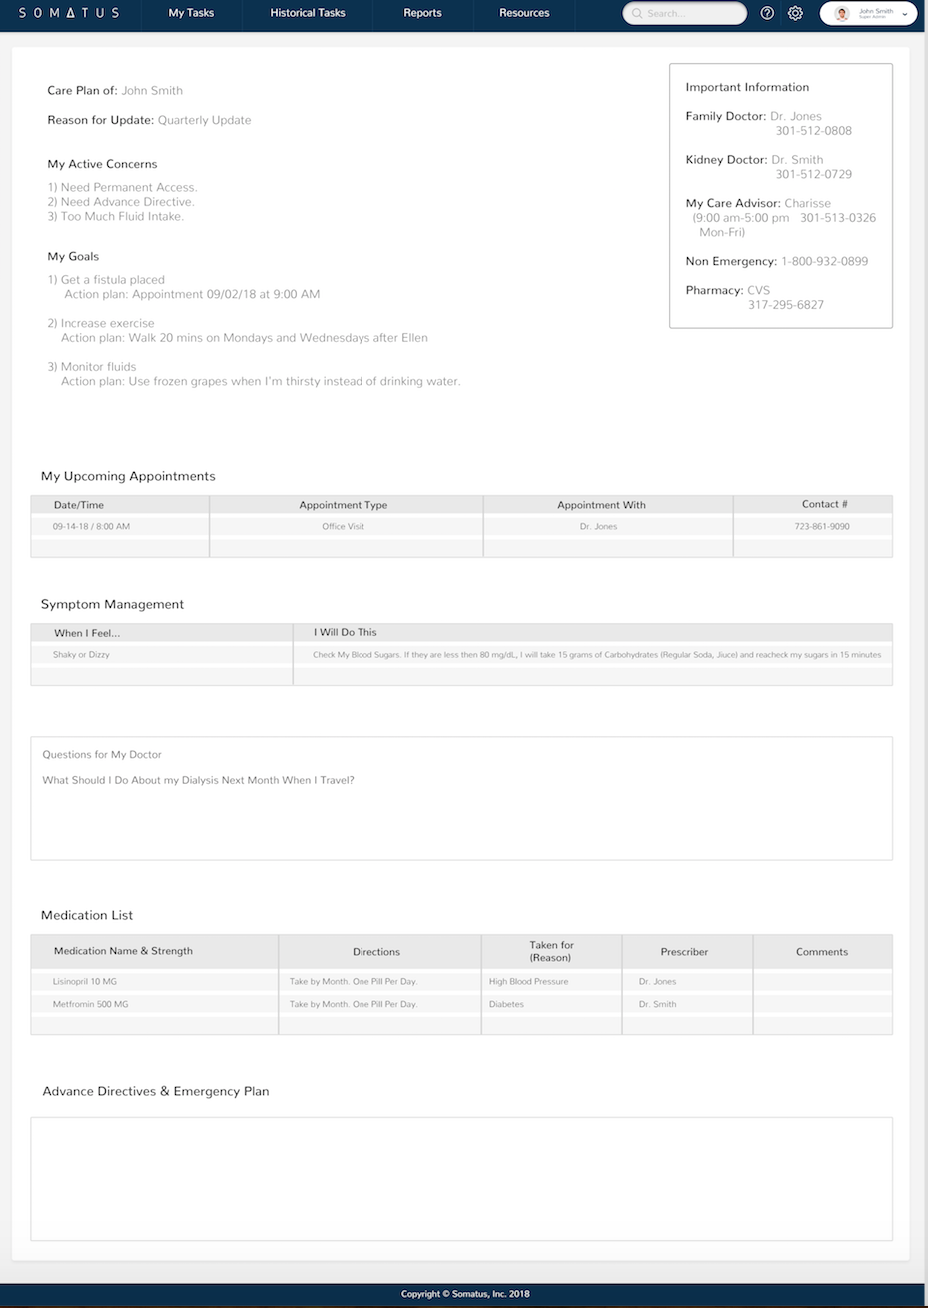 SOMATUS My Tasks Historical Tasks Reports Resources Search... John Smith
Super Admin
Care Plan of: John Smith
Reason for Update: Quarterly Update
My Active Concerns
1) Need Permanent Access.
2) Need Advance Directive.
3) Too Much Fluid Intake.
My Goals
1) Get a fistula placed
Action plan: Appointment 09/02/18 at 9:00 AM
2) Increase exercise
Action plan: Walk 20 mins on Mondays and Wednesdays after Ellen
3) Monitor fluids
Action plan: Use frozen grapes when I'm thirsty instead of drinking water.
Important Information
Family Doctor: Dr. Jones
301-512-0808
Kidney Doctor: Dr. Smith
301-512-0729
My Care Advisor: Charisse
(9:00 am-5:00 pm 301-513-0326
Mon-Fri)
Non Emergency: 1-800-932-0899
Pharmacy: CVS
317-295-6827
My Upcoming Appointments
Date/Time Appointment Type Appointment With Contact #
09-14-18 / 8:00 AM Office Visit Dr. Jones 723-861-9090
Symptom Management
When I Feel... I Will Do This
Shaky or Dizzy Check My Blood Sugars. If they are less then 80 mg/dL, I will take 15 grams of Carbohydrates (Regular Soda, Jiuce) and reacheck my sugars in 15 minutes
Questions for My Doctor
What Should I Do About my Dialysis Next Month When I Travel?
Medication List
Medication Name & Strength Directions Taken for (Reason) Prescriber Comments
Lisinopril 10 MG Take by Month. One Pill Per Day. High Blood Pressure Dr. Jones
Metfromin 500 MG Take by Month. One Pill Per Day. Diabetes Dr. Smith
Advance Directives & Emergency Plan
Copyright © Somatus, Inc. 2018